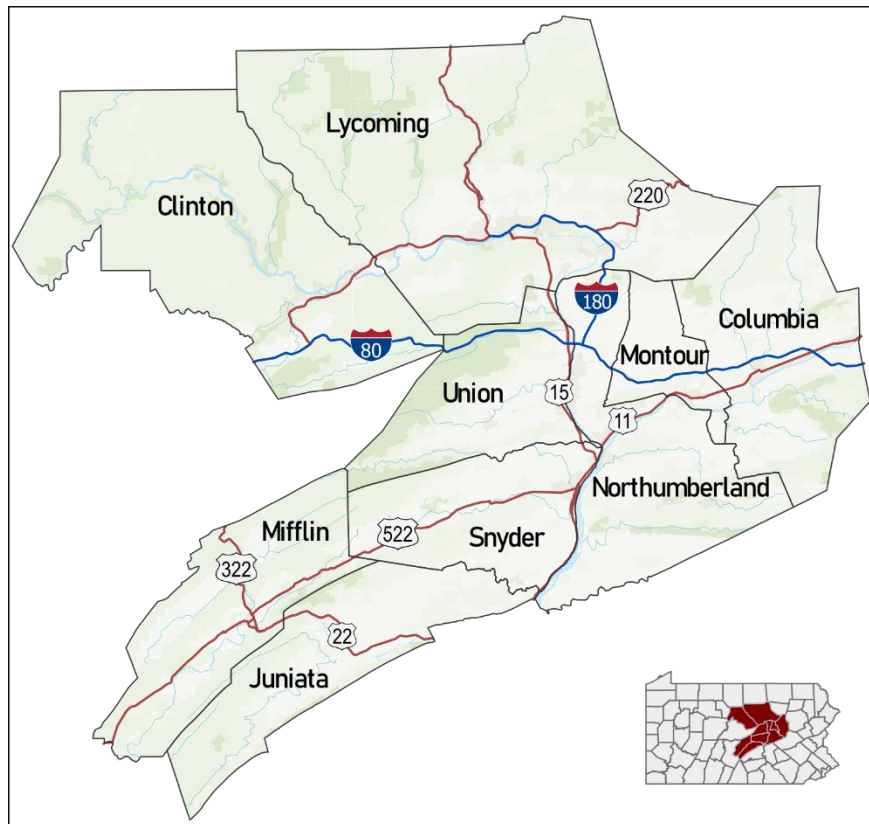 Lycoming
Clinton
220
180
Columbia
80
Montour
Union
15
11
Northumberland
Mifflin
522
Snyder
322
22
Juniata